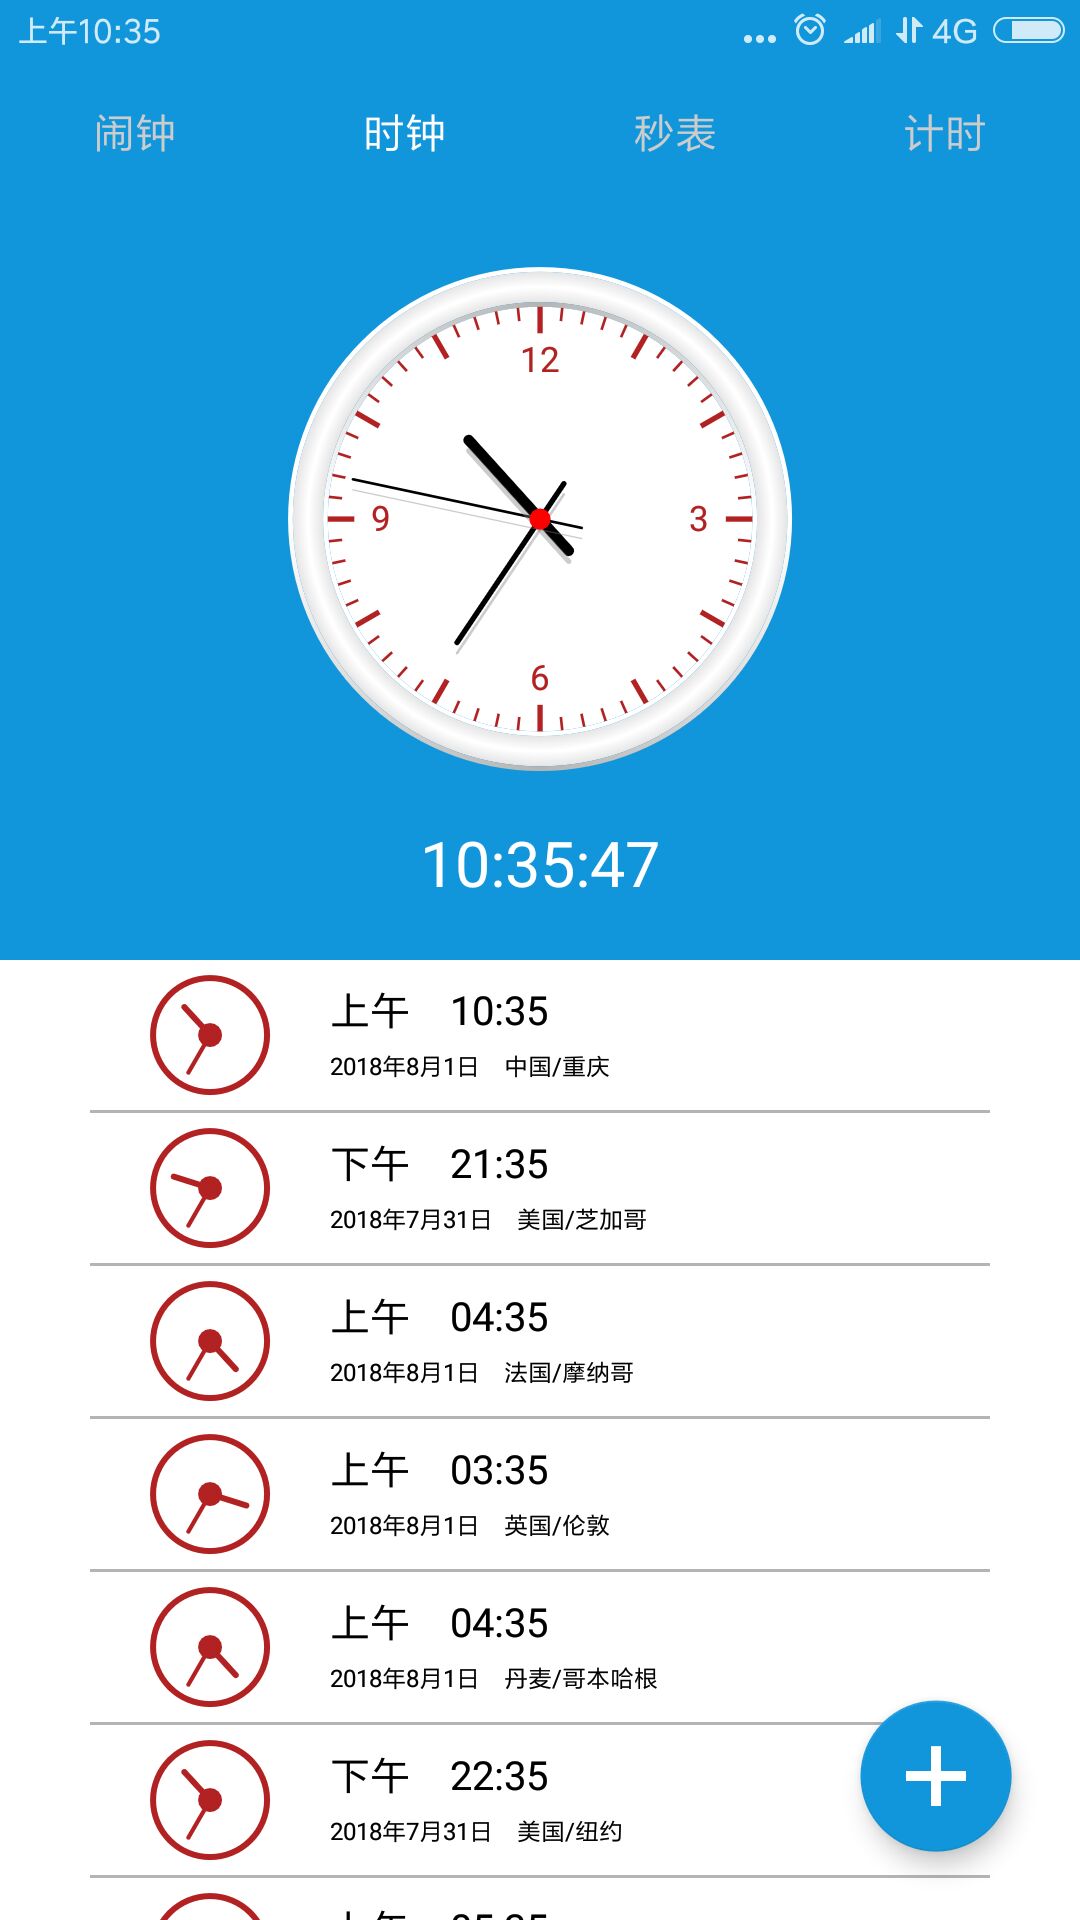 上午10:35 4G
闹钟 时钟 秒表 计时
12
9 3
6
10:35:47
上午 10:35
2018年8月1日 中国/重庆
下午 21:35
2018年7月31日 美国/芝加哥
上午 04:35
2018年8月1日 法国/摩纳哥
上午 03:35
2018年8月1日 英国/伦敦
上午 04:35
2018年8月1日 丹麦/哥本哈根
下午 22:35
2018年7月31日 美国/纽约